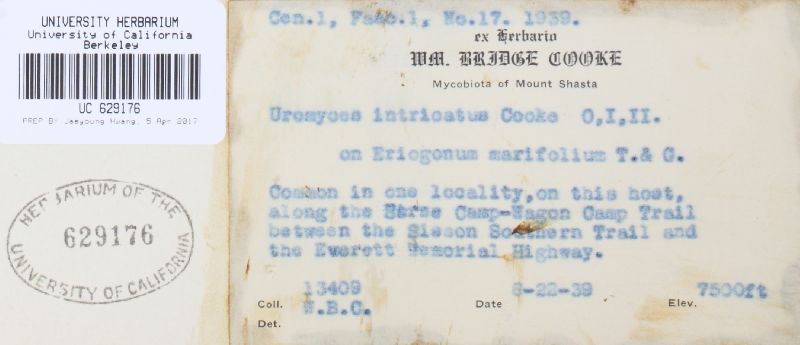 UNIVERSITY HERBARIUM
University of California
Berkeley
UC 629176
PREP BY Jaeyoung Hwang, 5 Apr 2017
HERBARIUM OF THE
629176
UNIVERSITY OF CALIFORNIA
Cen.1, Fasc.1, No.17. 1939.
ex Herbario
WM. BRIDGE COOKE
Mycobiota of Mount Shasta
Uromyces intricatus Cooke O,I,II.
on Eriogonum marifolium T.& G.
Common in one locality, on this host,
along the Horse Camp-Wagon Camp Trail
between the Sisson Southern Trail and
the Everett Memorial Highway.
Coll. 13409 Date 8-22-39 Elev. 7500ft
W.B.C.
Det.